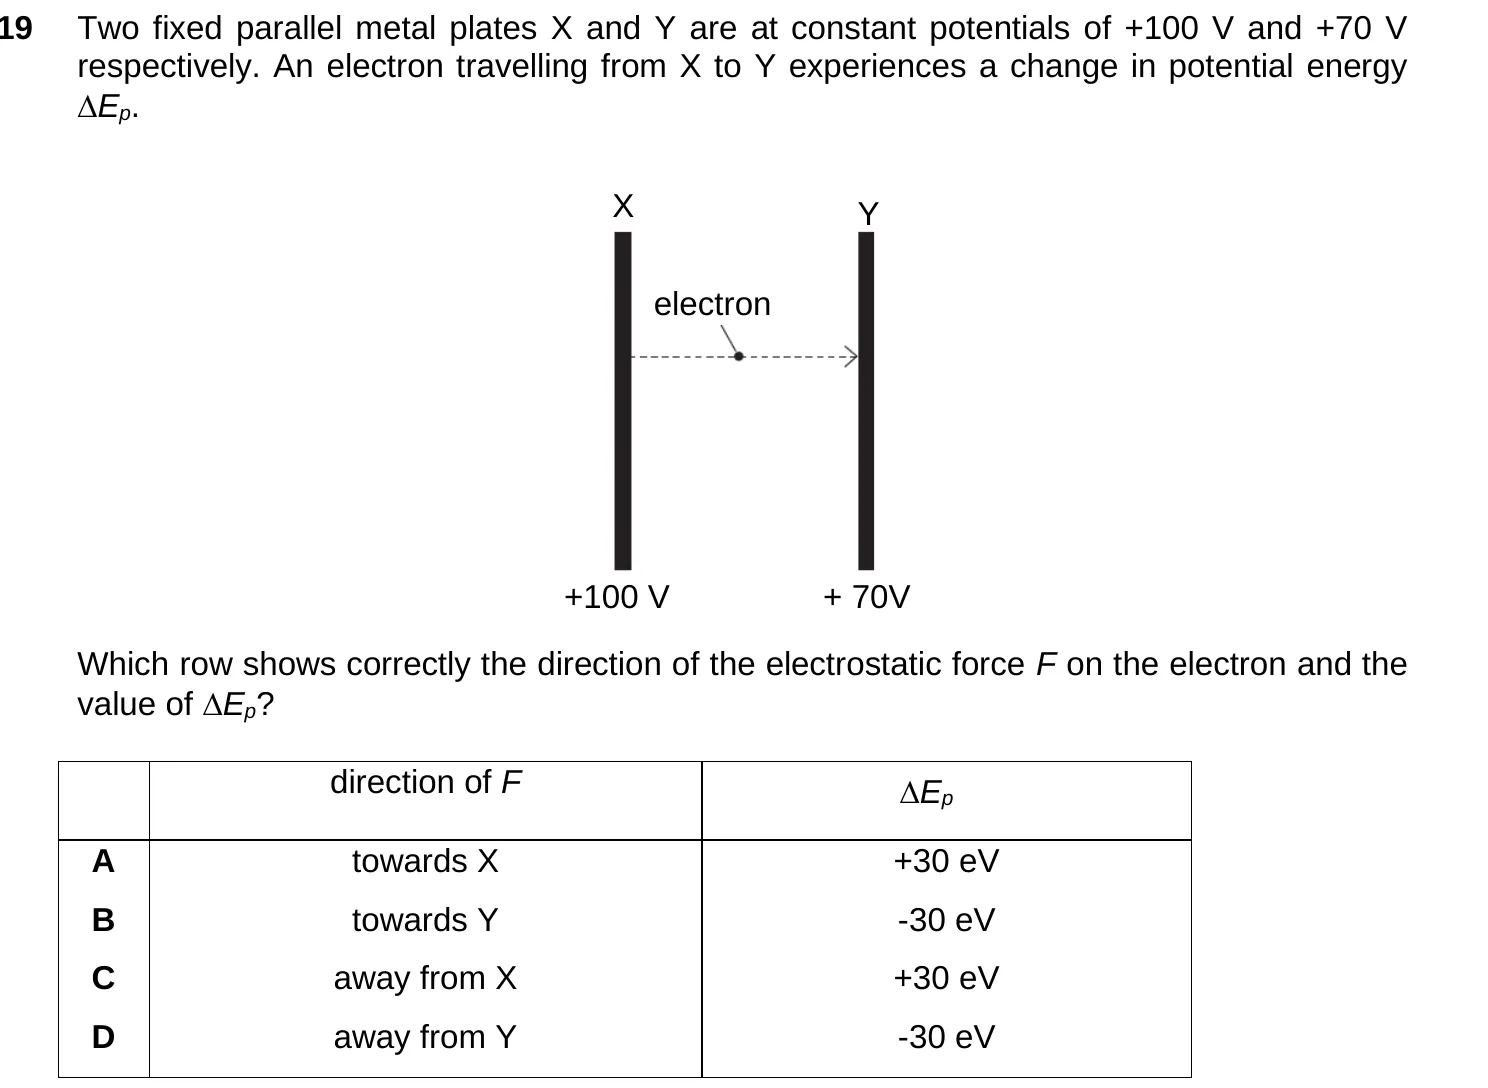 19 Two fixed parallel metal plates X and Y are at constant potentials of +100 V and +70 V
respectively. An electron travelling from X to Y experiences a change in potential energy
ΔEp.
X Y
electron
+100 V + 70V
Which row shows correctly the direction of the electrostatic force F on the electron and the
value of ΔEp?
direction of F ΔEp
A towards X +30 eV
B towards Y -30 eV
C away from X +30 eV
D away from Y -30 eV